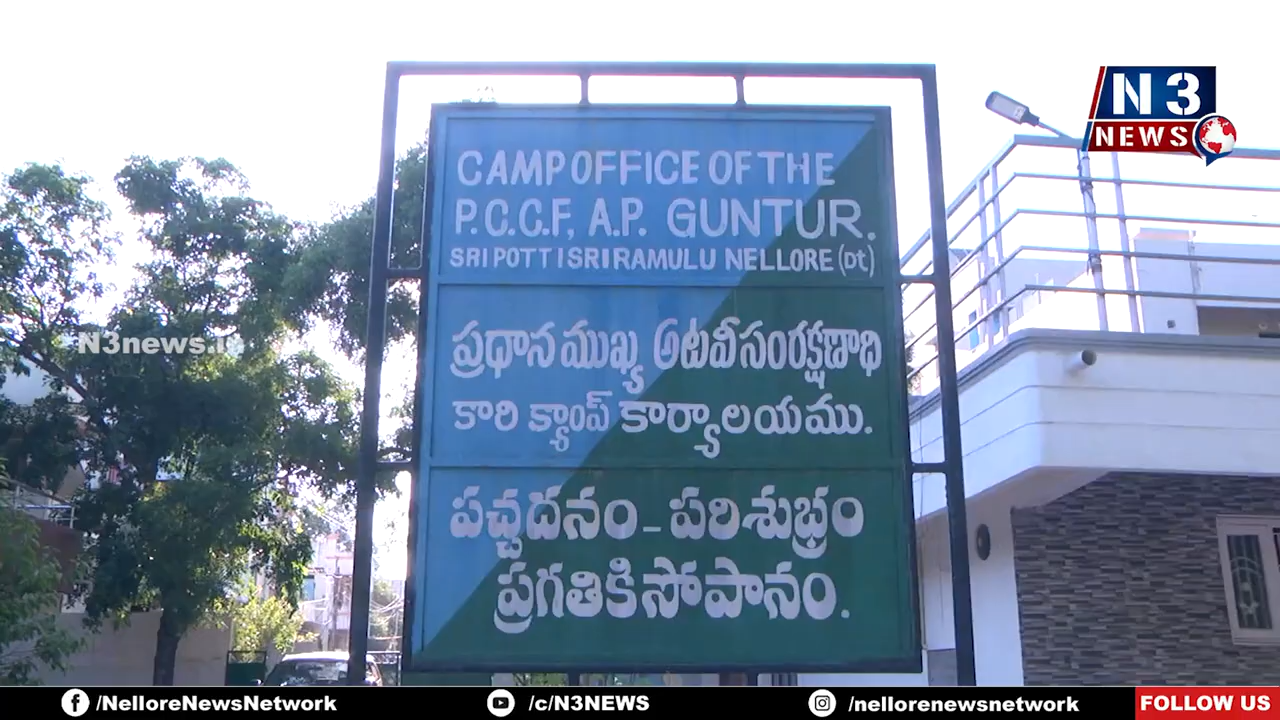 N3
NEWS
CAMP OFFICE OF THE
P.C.C.F, A.P. GUNTUR.
SRI POTTI SRIRAMULU NELLORE (Dt)
ప్రధాన ముఖ్య అటవీ సంరక్షణాధి
కారి క్యాంప్ కార్యాలయము.
పచ్చదనం - పరిశుభ్రం
ప్రగతికి సోపానం.
N3news.in
/NelloreNewsNetwork
/c/N3NEWS
/nellorenewsnetwork
FOLLOW US